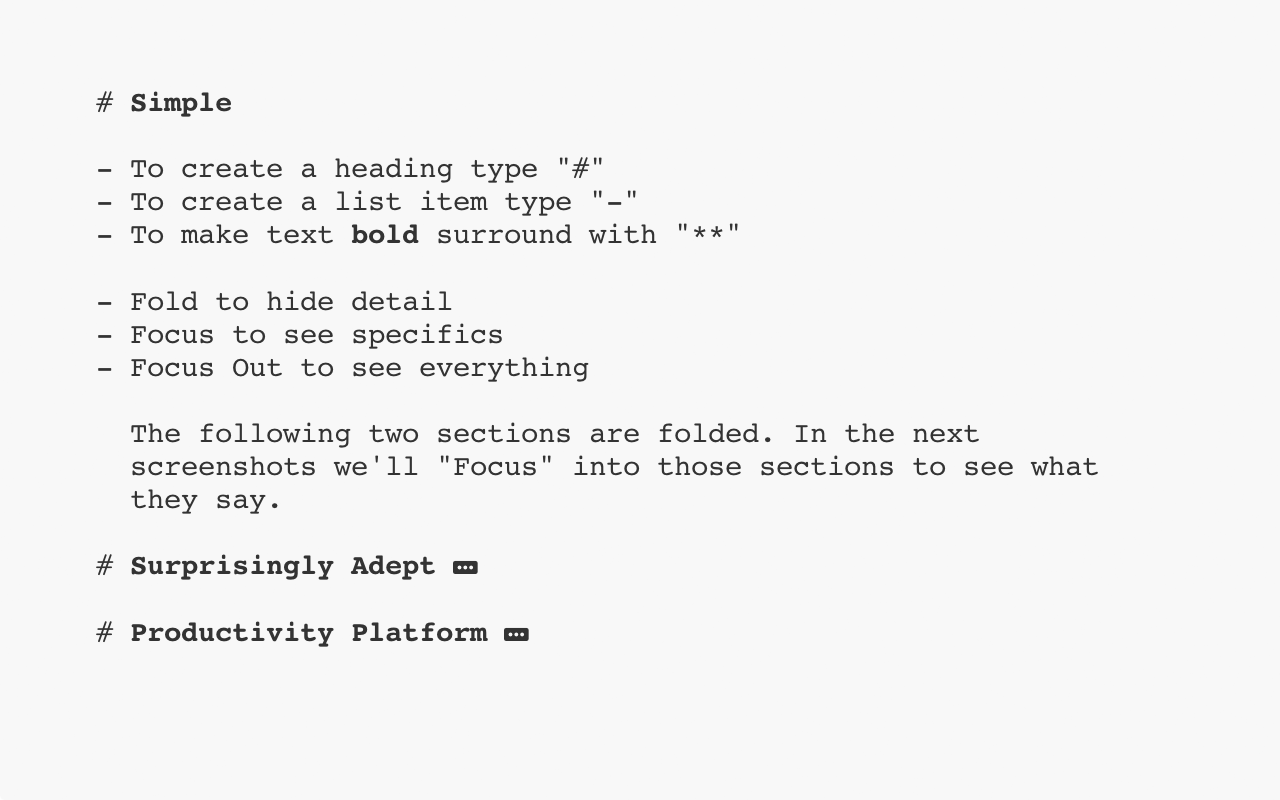 # Simple
- To create a heading type "#"
- To create a list item type "-"
- To make text bold surround with "**"
- Fold to hide detail
- Focus to see specifics
- Focus Out to see everything
The following two sections are folded. In the next
screenshots we'll "Focus" into those sections to see what
they say.
# Surprisingly Adept
# Productivity Platform